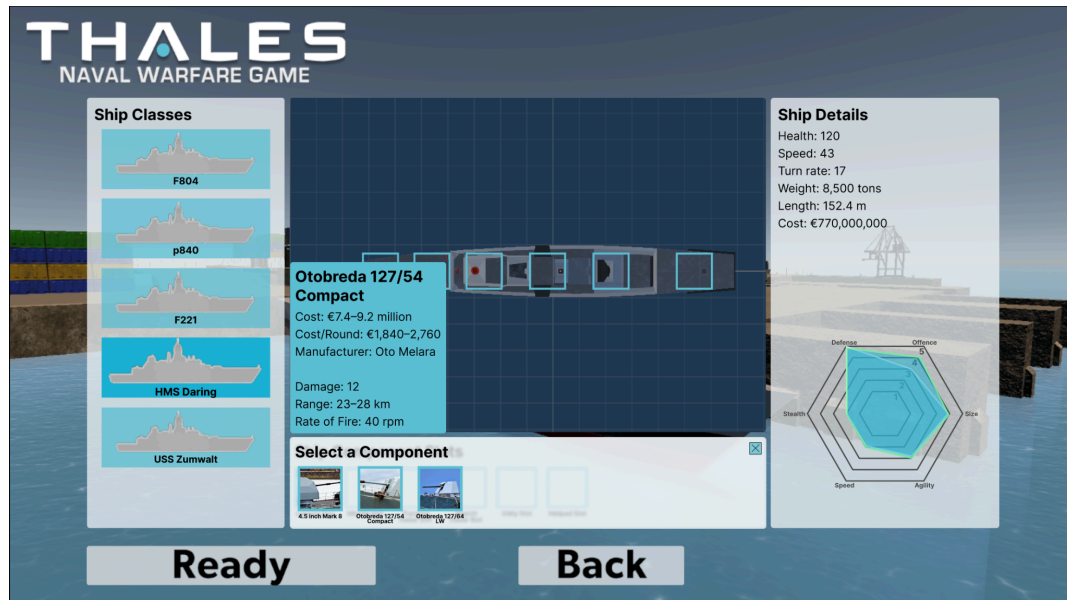 THALES
NAVAL WARFARE GAME
Ship Classes
F804
p840
F221
HMS Daring
USS Zumwalt
Otobreda 127/54
Compact
Cost: €7.4–9.2 million
Cost/Round: €1,840–2,760
Manufacturer: Oto Melara
Damage: 12
Range: 23–28 km
Rate of Fire: 40 rpm
Select a Component
4.5 inch Mark 8
Otobreda 127/54
Compact
Otobreda 127/64
LW
Ship Details
Health: 120
Speed: 43
Turn rate: 17
Weight: 8,500 tons
Length: 152.4 m
Cost: €770,000,000
Defense
Offence
5
4
3
2
1
Stealth
Size
Speed
Agility
Ready
Back